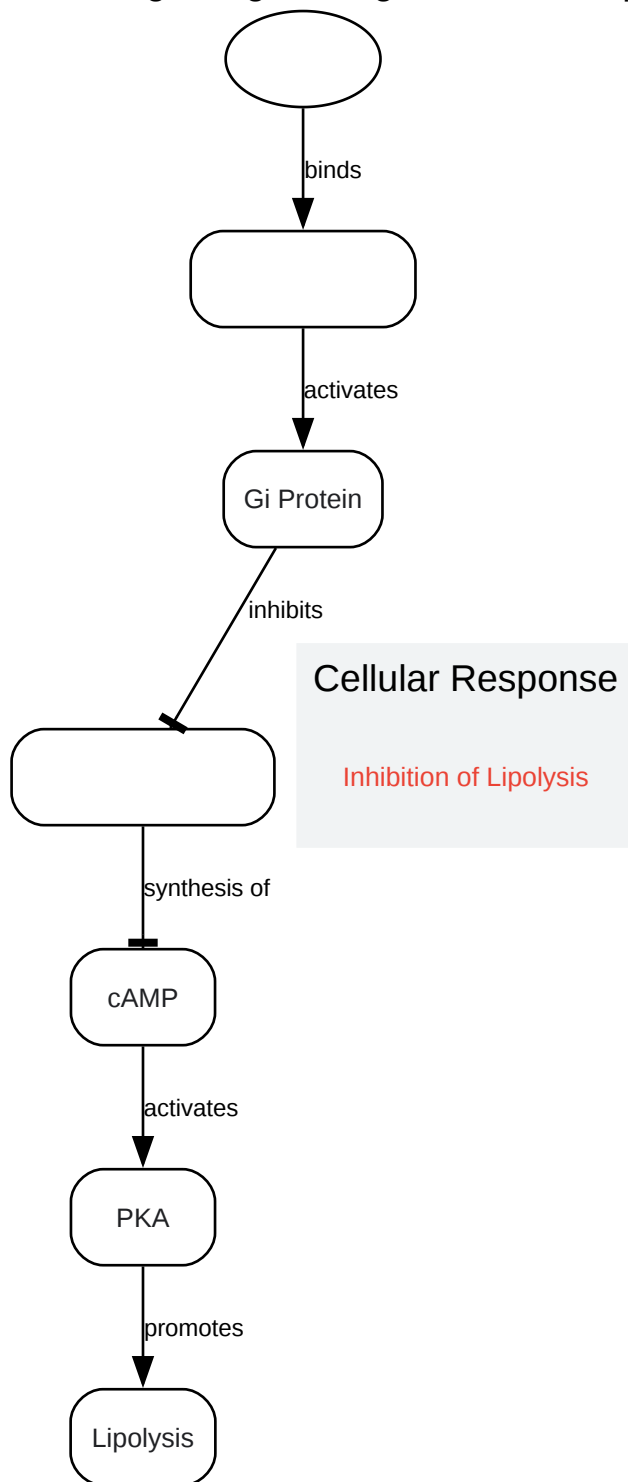 binds
activates
Gi Protein
inhibits
Cellular Response
Inhibition of Lipolysis
synthesis of
cAMP
activates
PKA
promotes
Lipolysis